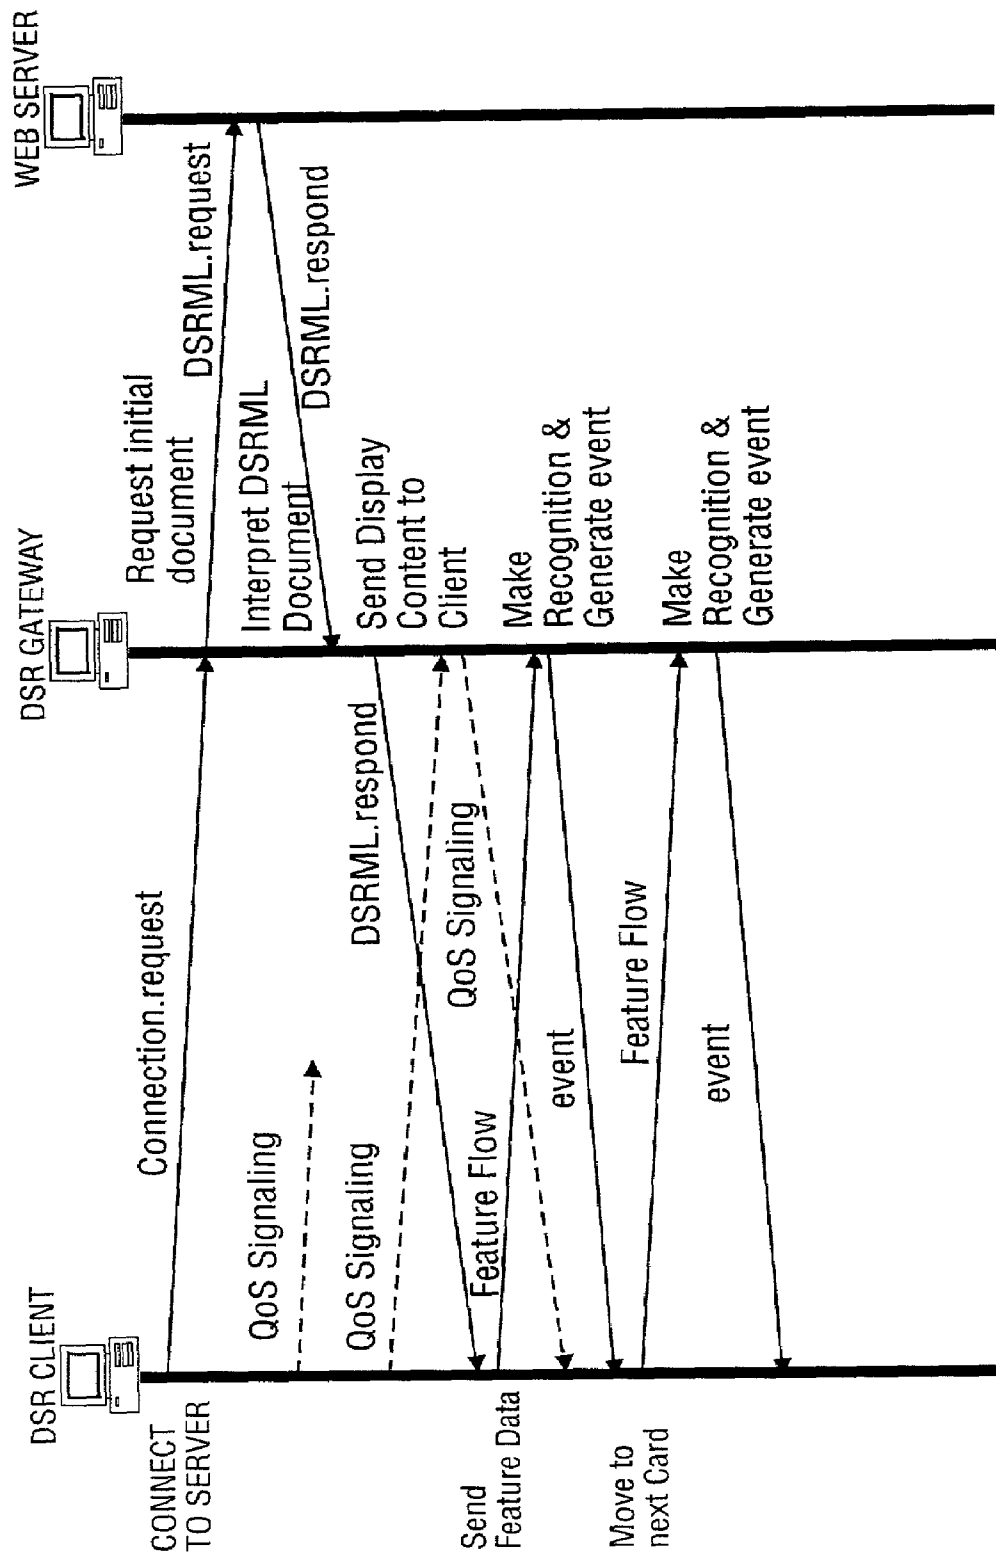 DSR CLIENT
DSR GATEWAY
WEB SERVER
CONNECT
TO SERVER
Connection.request
Request initial
document
DSRML.request
QoS Signaling
Interpret DSRML
Document
DSRML.respond
QoS Signaling
DSRML.respond
Send Display
Content to
Client
QoS Signaling
Send
Feature Data
Feature Flow
Make
Recognition &
Generate event
event
Move to
next Card
Feature Flow
Make
Recognition &
Generate event
event